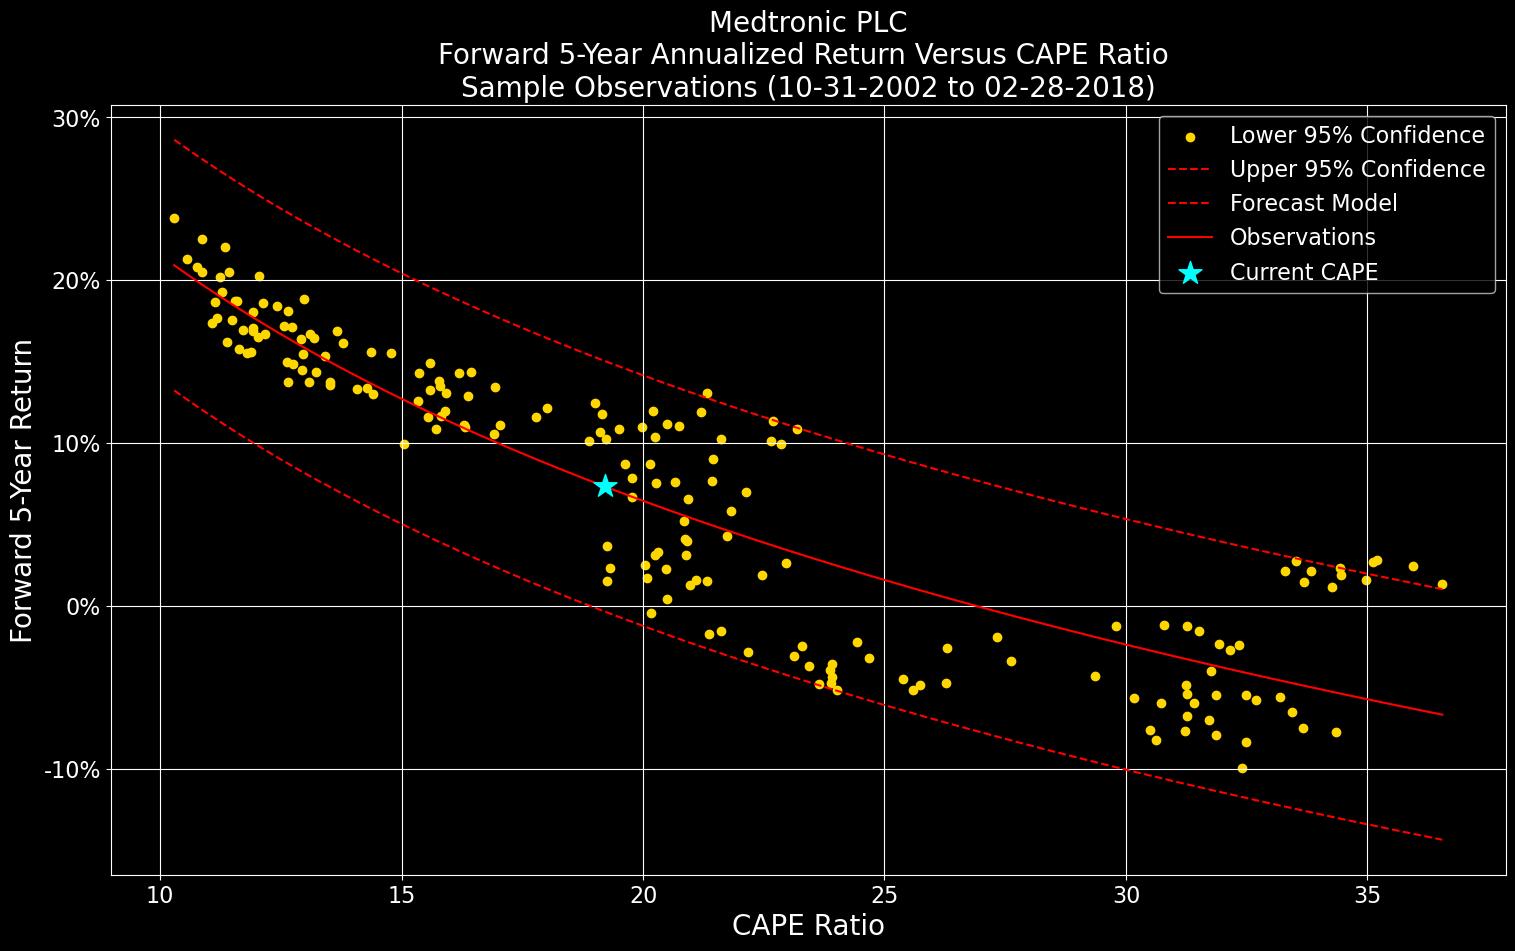 Medtronic PLC
Forward 5-Year Annualized Return Versus CAPE Ratio
Sample Observations (10-31-2002 to 02-28-2018)
30%
20%
10%
0%
-10%
Forward 5-Year Return
Lower 95% Confidence
Upper 95% Confidence
Forecast Model
Observations
Current CAPE
10 15 20 25 30 35
CAPE Ratio